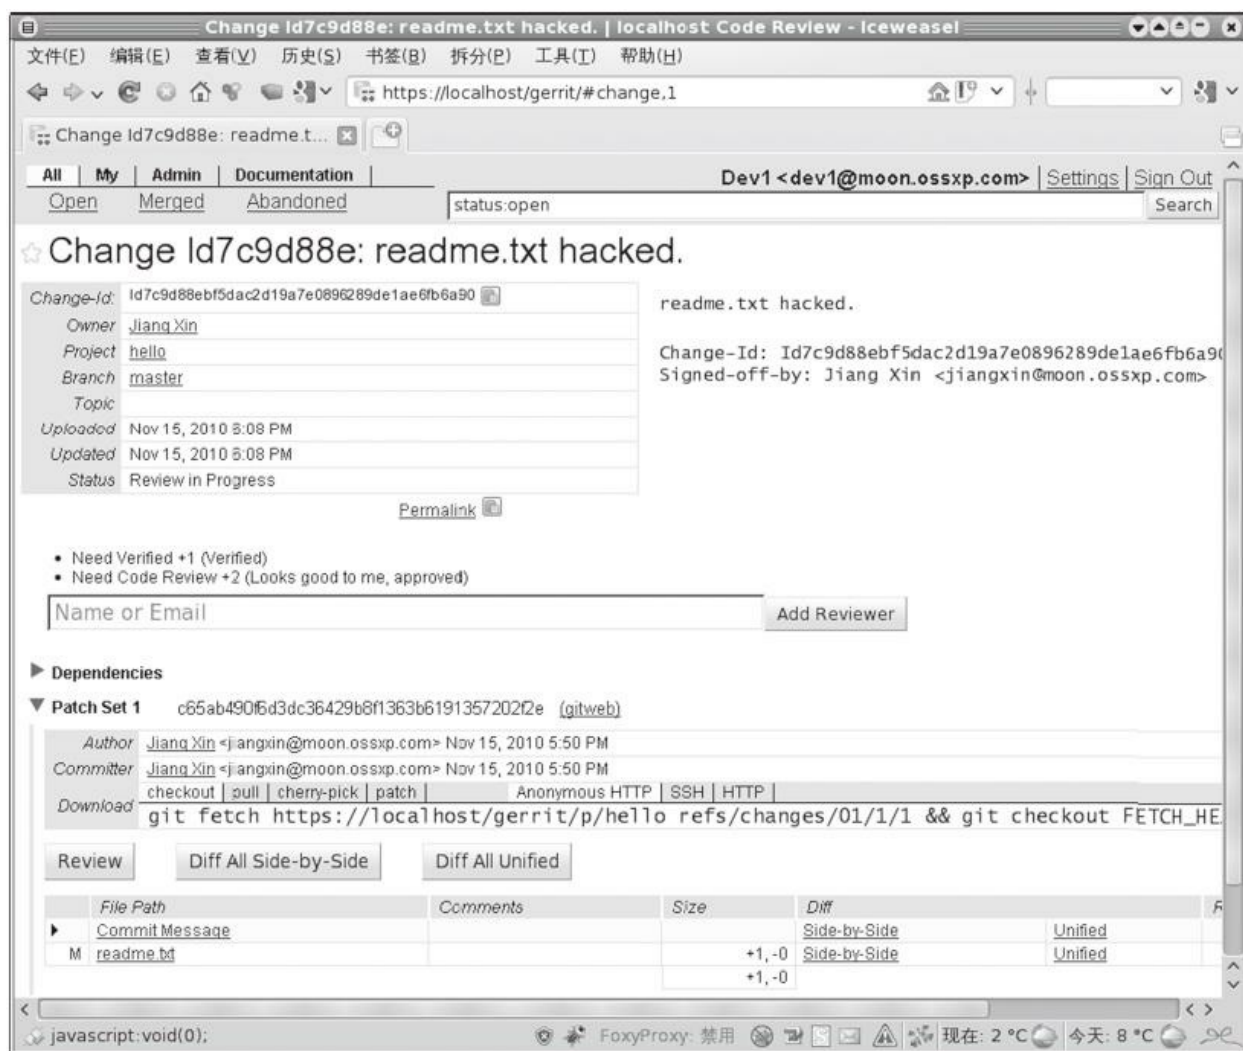 Change Id7c9d88e: readme.txt hacked. | localhost Code Review - Iceweasel
文件(F) 编辑(E) 查看(V) 历史(S) 书签(B) 拆分(P) 工具(T) 帮助(H)
https://localhost/gerrit/#change,1
Change Id7c9d88e: readme.t...
All | My | Admin | Documentation |
Dev1 <dev1@moon.ossxp.com> | Settings | Sign Out
Open Merged Abandoned
status:open Search
Change Id7c9d88e: readme.txt hacked.
Change-Id: Id7c9d88ebf5dac2d19a7e0896289de1ae6fb6a90
Owner Jiang Xin
Project hello
Branch master
Topic
Uploaded Nov 15, 2010 6:08 PM
Updated Nov 15, 2010 6:08 PM
Status Review in Progress
Permalink
readme.txt hacked.
Change-Id: Id7c9d88ebf5dac2d19a7e0896289de1ae6fb6a90
Signed-off-by: Jiang Xin <jiangxin@moon.ossxp.com>
Need Verified +1 (Verified)
Need Code Review +2 (Looks good to me, approved)
Name or Email Add Reviewer
Dependencies
Patch Set 1 c65ab490f6d3dc36429b8f1363b6191357202f2e (gitweb)
Author Jiang Xin <jiangxin@moon.ossxp.com> Nov 15, 2010 5:50 PM
Committer Jiang Xin <jiangxin@moon.ossxp.com> Nov 15, 2010 5:50 PM
Download
checkout | pull | cherry-pick | patch | Anonymous HTTP | SSH | HTTP |
git fetch https://localhost/gerrit/p/hello refs/changes/01/1/1 && git checkout FETCH_HEA
Review Diff All Side-by-Side Diff All Unified
File Path Comments Size Diff
Commit Message Side-by-Side Unified
M readme.txt +1, -0 Side-by-Side Unified
+1, -0
javascript:void(0);
FoxyProxy: 禁用
现在: 2 °C 今天: 8 °C